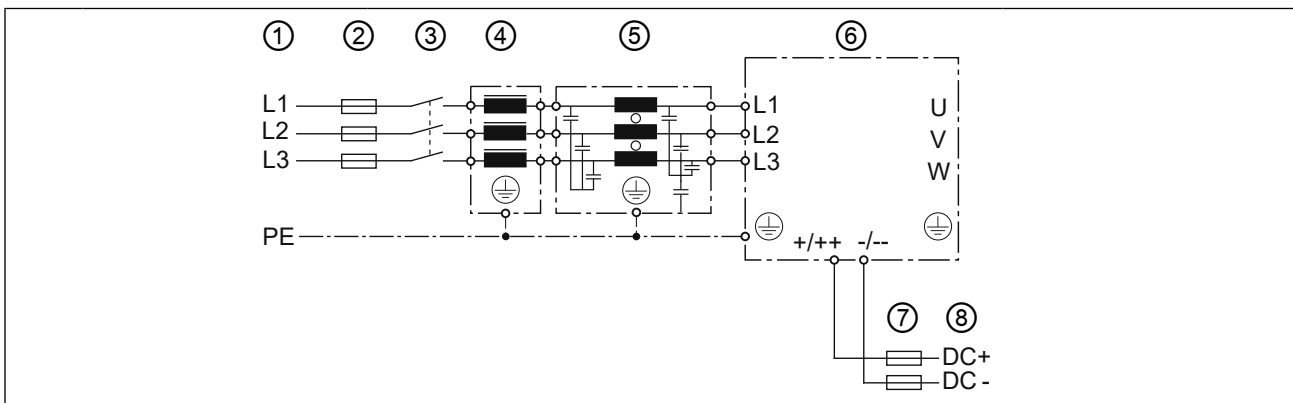 ① ② ③ ④ ⑤ ⑥
L1 L1 U
L2 L2 V
L3 L3 W
PE
+/++ -/--
⑦ ⑧
DC+
DC -